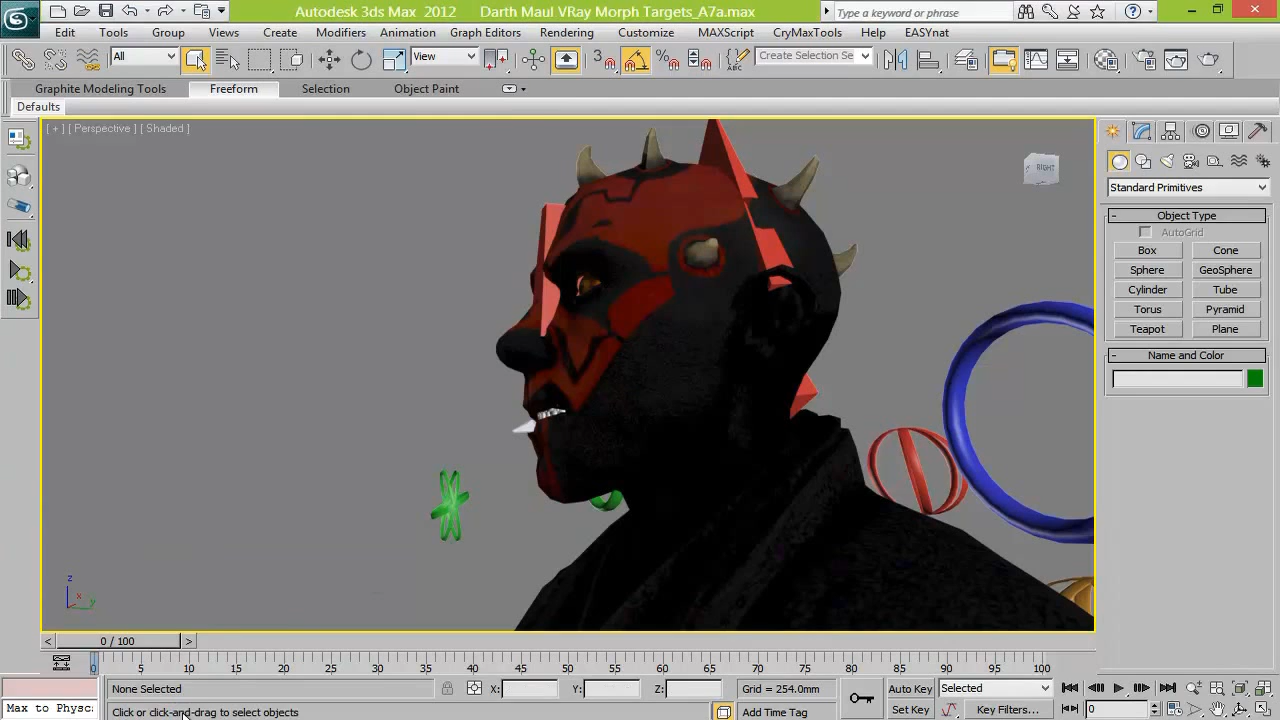 Autodesk 3ds Max 2012 Darth Maul VRay Morph Targets_A7a.max
Type a keyword or phrase
Edit Tools Group Views Create Modifiers Animation Graph Editors Rendering Customize MAXScript CryMaxTools Help EASYnat
All View 3 Create Selection Se
Graphite Modeling Tools Freeform Selection Object Paint
Defaults
[ + ] [ Perspective ] [ Shaded ]
RIGHT
Standard Primitives
- Object Type
AutoGrid
Box Cone
Sphere GeoSphere
Cylinder Tube
Torus Pyramid
Teapot Plane
- Name and Color
z
x
y
< 0 / 100 >
0 5 10 15 20 25 30 35 40 45 50 55 60 65 70 75 80 85 90 95 100
None Selected X: Y: Z: Grid = 254.0mm Auto Key Selected
Max to Physc
Click or click-and-drag to select objects Add Time Tag Set Key Key Filters... 0